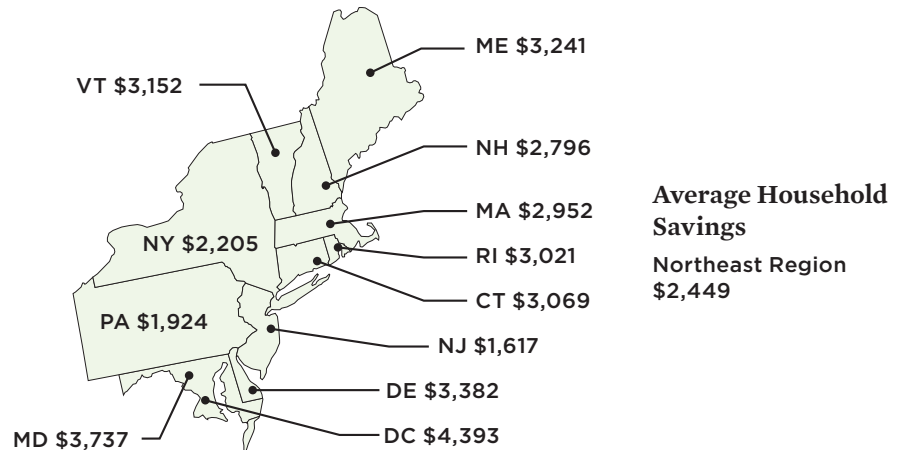 ME $3,241
VT $3,152
NH $2,796
MA $2,952
NY $2,205
RI $3,021
CT $3,069
PA $1,924
NJ $1,617
DE $3,382
MD $3,737
DC $4,393
Average Household
Savings
Northeast Region
$2,449